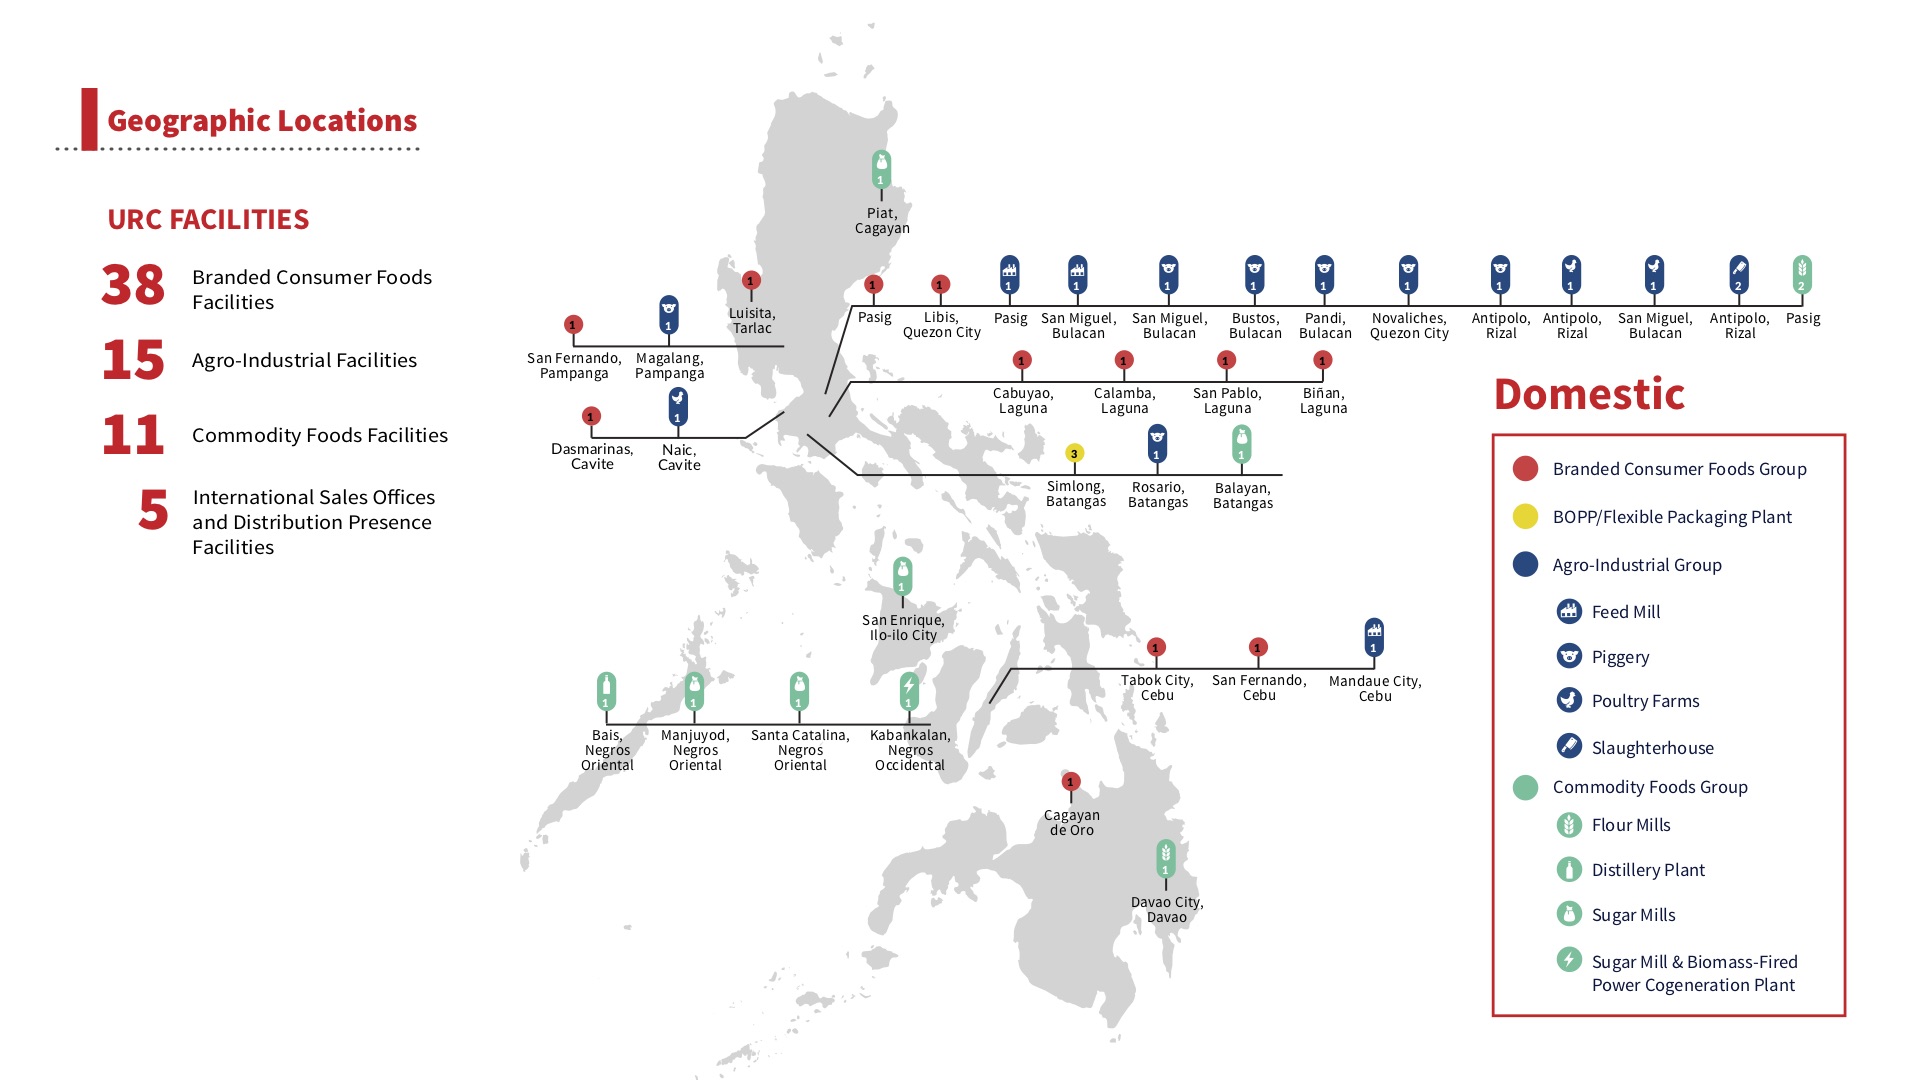 Geographic Locations
URC FACILITIES
38
Branded Consumer Foods
Facilities
15
Agro-Industrial Facilities
11
Commodity Foods Facilities
5
International Sales Offices
and Distribution Presence
Facilities
1
Piat,
Cagayan
1
Luisita,
Tarlac
1
San Fernando,
Pampanga
1
Magalang,
Pampanga
1
Dasmarinas,
Cavite
1
Naic,
Cavite
1
Pasig
1
Libis,
Quezon City
1
Pasig
1
San Miguel,
Bulacan
1
San Miguel,
Bulacan
1
Bustos,
Bulacan
1
Pandi,
Bulacan
1
Novaliches,
Quezon City
1
Antipolo,
Rizal
1
Antipolo,
Rizal
1
San Miguel,
Bulacan
2
Antipolo,
Rizal
2
Pasig
1
Cabuyao,
Laguna
1
Calamba,
Laguna
1
San Pablo,
Laguna
1
Biñan,
Laguna
3
Simlong,
Batangas
1
Rosario,
Batangas
1
Balayan,
Batangas
1
San Enrique,
Ilo-ilo City
1
Tabok City,
Cebu
1
San Fernando,
Cebu
1
Mandaue City,
Cebu
1
Bais,
Negros
Oriental
1
Manjuyod,
Negros
Oriental
1
Santa Catalina,
Negros
Oriental
1
Kabankalan,
Negros
Occidental
1
Cagayan
de Oro
1
Davao City,
Davao
Domestic
Branded Consumer Foods Group
BOPP/Flexible Packaging Plant
Agro-Industrial Group
Feed Mill
Piggery
Poultry Farms
Slaughterhouse
Commodity Foods Group
Flour Mills
Distillery Plant
Sugar Mills
Sugar Mill & Biomass-Fired
Power Cogeneration Plant